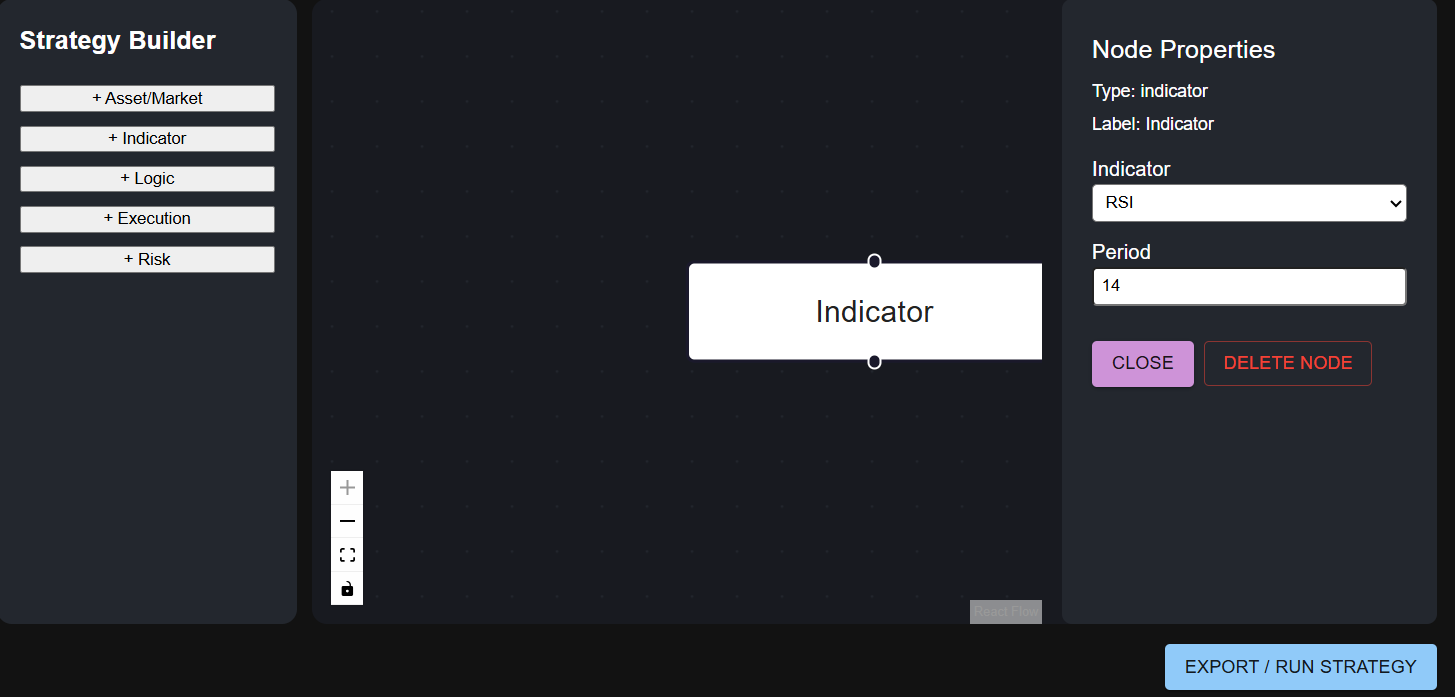 Strategy Builder
+ Asset/Market
+ Indicator
+ Logic
+ Execution
+ Risk
Indicator
React Flow
Node Properties
Type: indicator
Label: Indicator
Indicator
RSI
Period
14
CLOSE
DELETE NODE
EXPORT / RUN STRATEGY